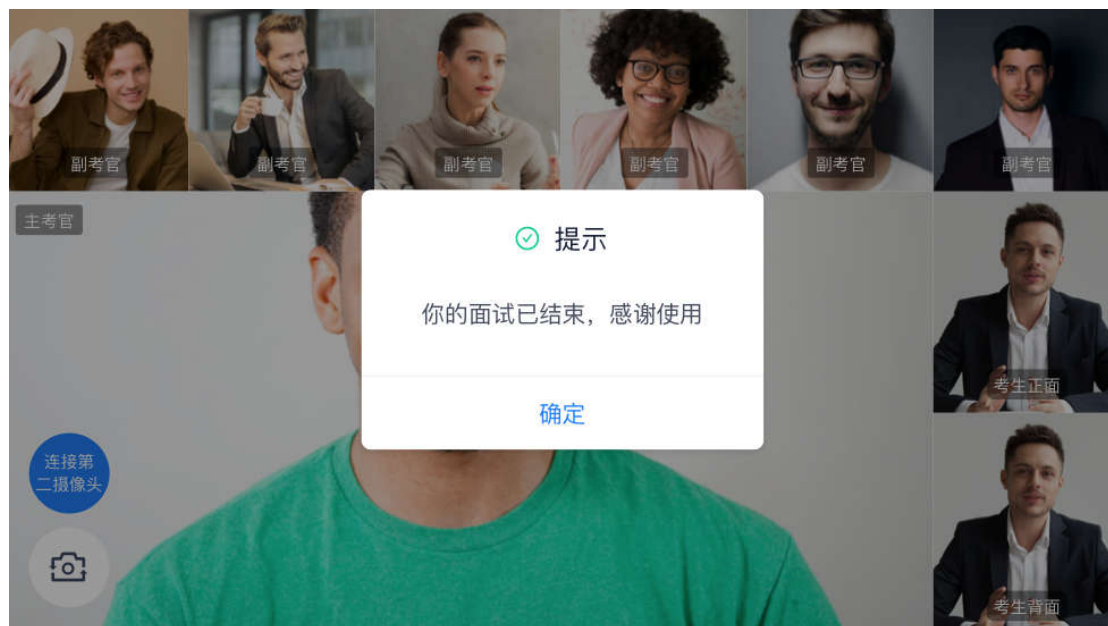 副考官
副考官
副考官
副考官
副考官
副考官
主考官
提示
你的面试已结束，感谢使用
确定
考生正面
连接第
二摄像头
考生背面